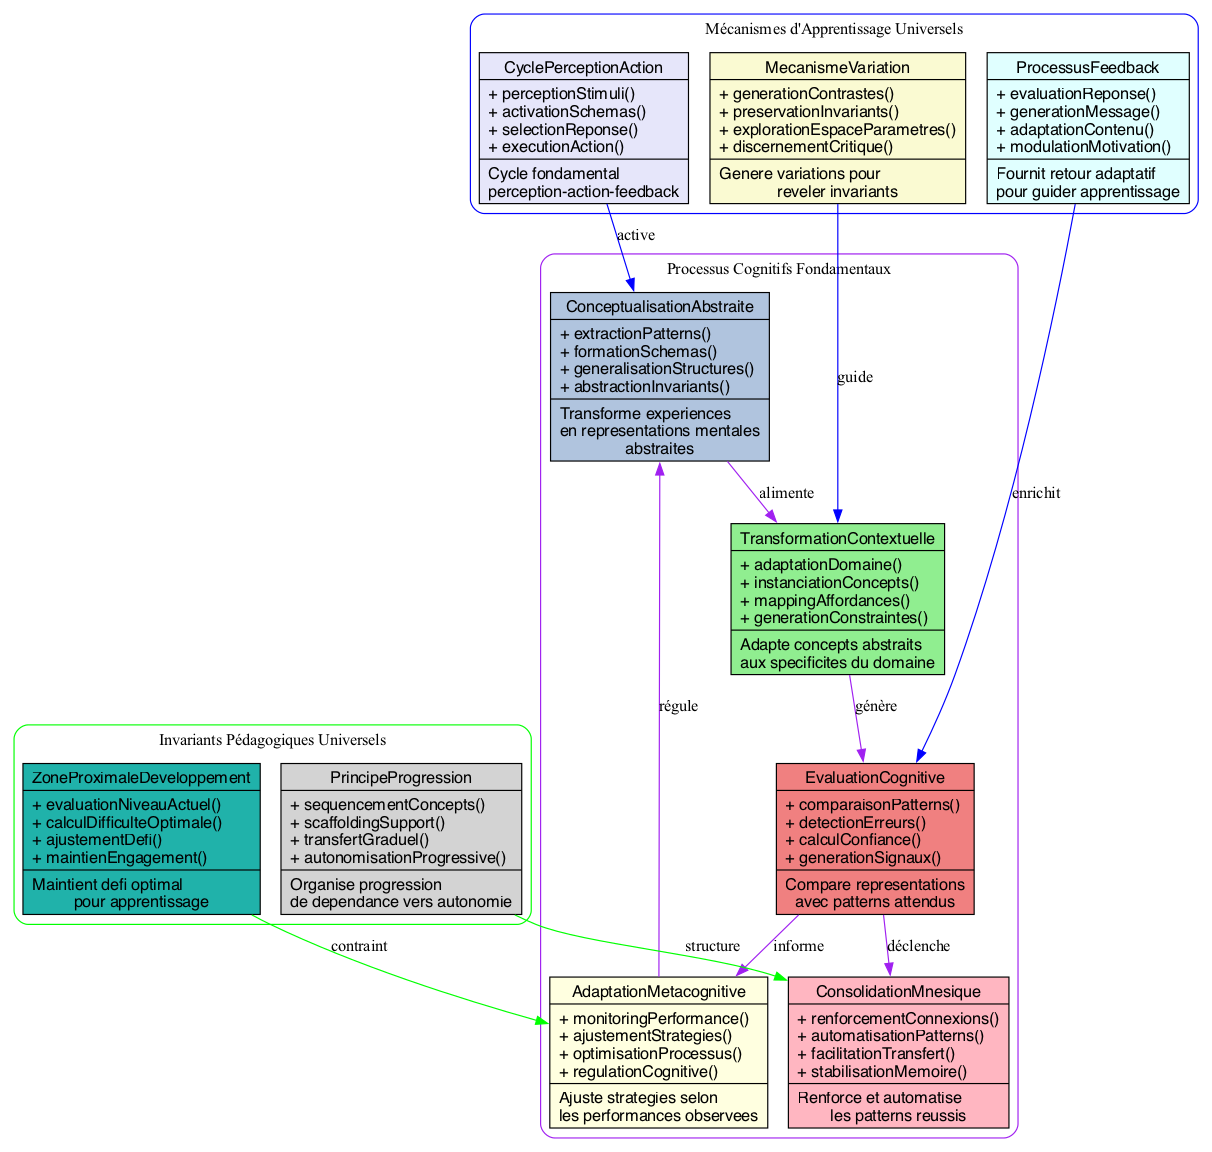 Mécanismes d'Apprentissage Universels
CyclePerceptionAction
+ perceptionStimuli()
+ activationSchemas()
+ selectionReponse()
+ executionAction()
Cycle fondamental
perception-action-feedback
MecanismeVariation
+ generationContrastes()
+ preservationInvariants()
+ explorationEspaceParametres()
+ discernementCritique()
Genere variations pour
reveler invariants
ProcessusFeedback
+ evaluationReponse()
+ generationMessage()
+ adaptationContenu()
+ modulationMotivation()
Fournit retour adaptatif
pour guider apprentissage
active
Processus Cognitifs Fondamentaux
ConceptualisationAbstraite
+ extractionPatterns()
+ formationSchemas()
+ generalisationStructures()
+ abstractionInvariants()
Transforme experiences
en representations mentales
abstraites
guide
alimente
enrichit
TransformationContextuelle
+ adaptationDomaine()
+ instanciationConcepts()
+ mappingAffordances()
+ generationConstraintes()
Adapte concepts abstraits
aux specificites du domaine
régule
génère
Invariants Pédagogiques Universels
ZoneProximaleDeveloppement
+ evaluationNiveauActuel()
+ calculDifficulteOptimale()
+ ajustementDefi()
+ maintienEngagement()
Maintient defi optimal
pour apprentissage
PrincipeProgression
+ sequencementConcepts()
+ scaffoldingSupport()
+ transfertGraduel()
+ autonomisationProgressive()
Organise progression
de dependance vers autonomie
EvaluationCognitive
+ comparaisonPatterns()
+ detectionErreurs()
+ calculConfiance()
+ generationSignaux()
Compare representations
avec patterns attendus
contraint
structure
informe
déclenche
AdaptationMetacognitive
+ monitoringPerformance()
+ ajustementStrategies()
+ optimisationProcessus()
+ regulationCognitive()
Ajuste strategies selon
les performances observees
ConsolidationMnesique
+ renforcementConnexions()
+ automatisationPatterns()
+ facilitationTransfert()
+ stabilisationMemoire()
Renforce et automatise
les patterns reussis